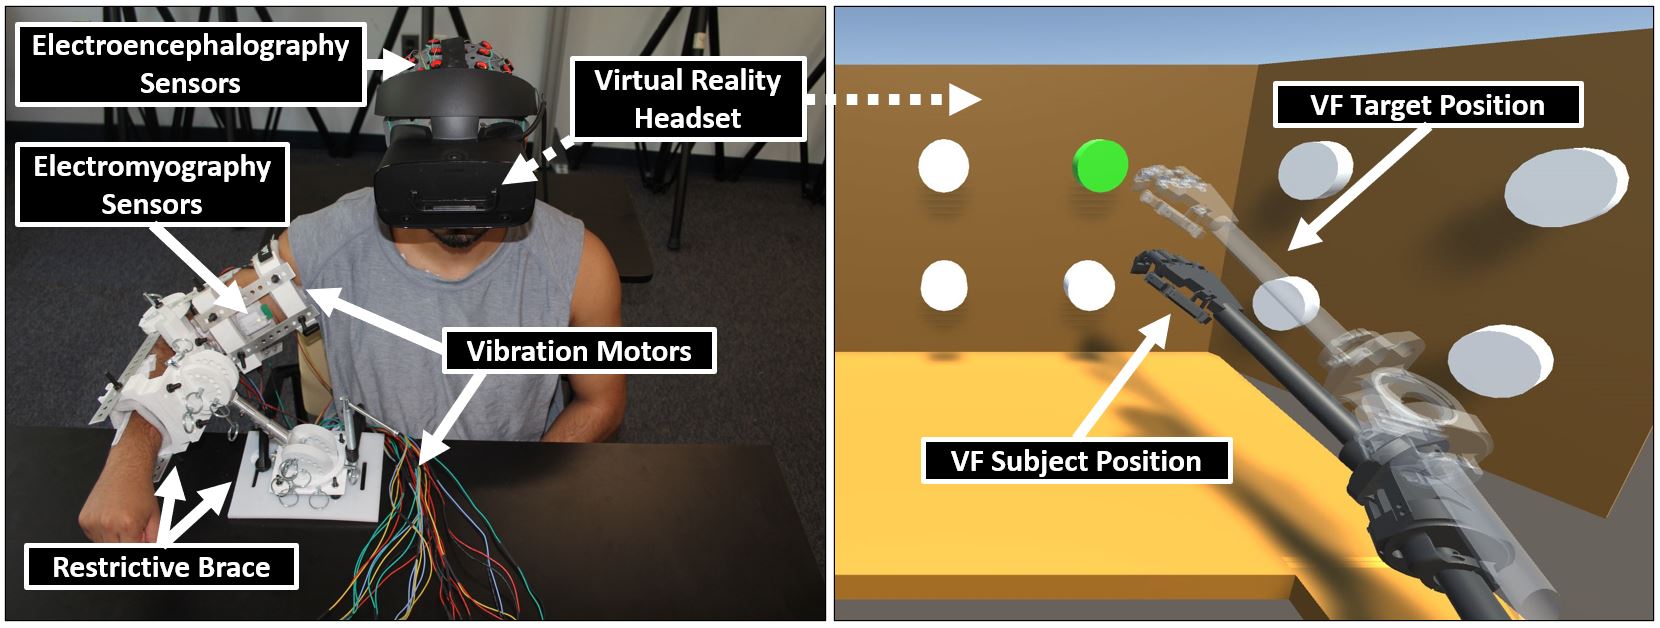 Electroencephalography
Sensors
Virtual Reality
Headset
Electromyography
Sensors
Vibration Motors
Restrictive Brace
VF Target Position
VF Subject Position